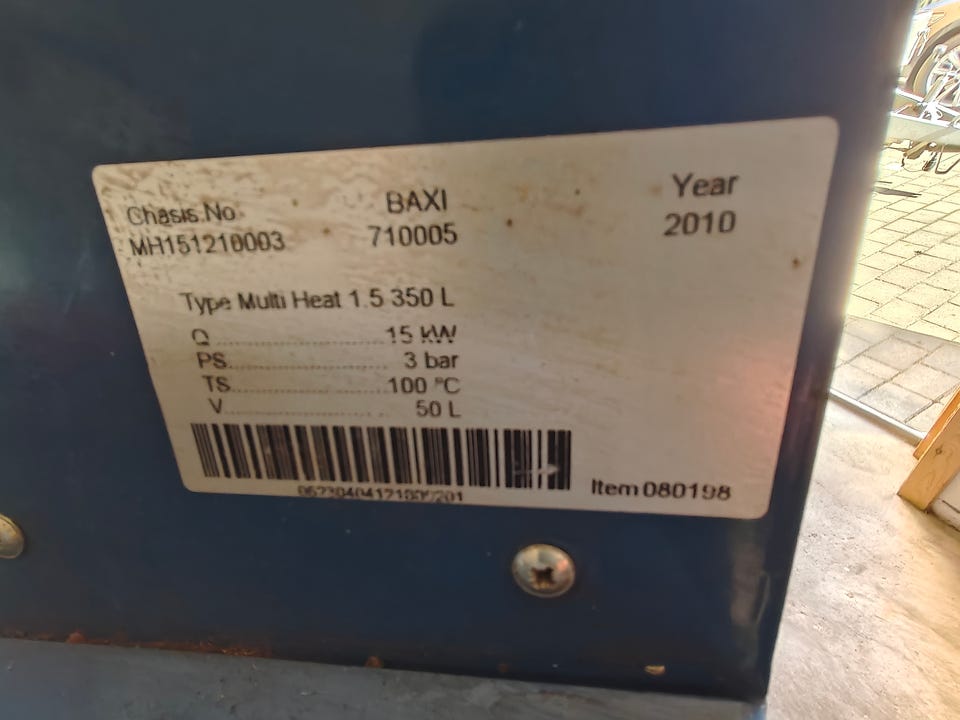 Chasis.No BAXI Year
MH151210003 710005 2010
Type Multi Heat 1.5 350 L
Q 15 kW
PS 3 bar
TS 100 °C
V 50 L
Item 080198